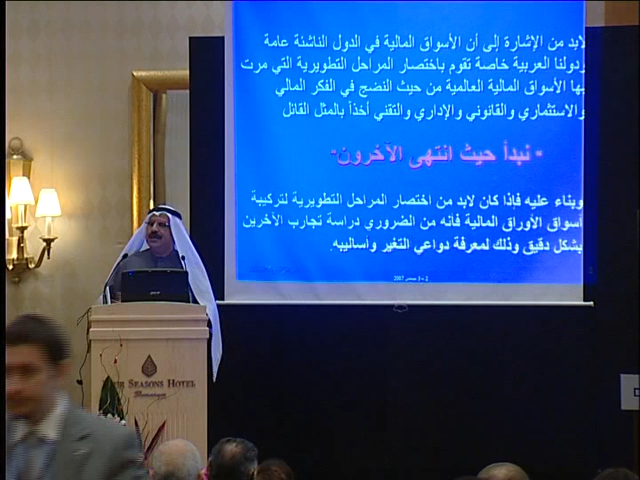 لابد من الإشارة إلى أن الأسواق المالية في الدول الناشئة عامة
ردولنا العربية خاصة تقوم باختصار المراحل التطويرية التي مرت
بها الأسواق المالية العالمية من حيث النضج في الفكر المالي
والاستثماري والقانوني والإداري والتقني أخذاً بالمثل القائل
- نبدأ حيث انتهى الآخرون-
وبناء عليه فإذا كان لابد من اختصار المراحل التطويرية لتركيبة
أسواق الأوراق المالية فأنه من الضروري دراسة تجارب الآخرين
بشكل دقيق وذلك لمعرفة دواعي التغير وأساليبه.
2007
SEASONS HOTEL